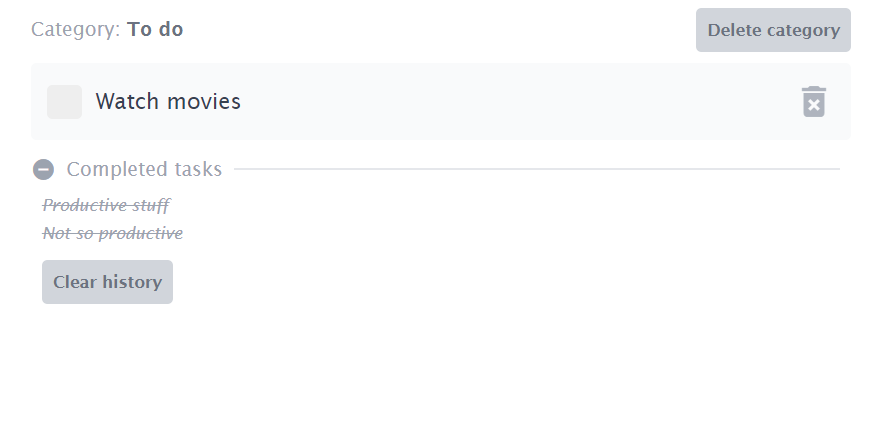 Category: To do
Delete category
Watch movies
Completed tasks
Productive stuff
Not so productive
Clear history